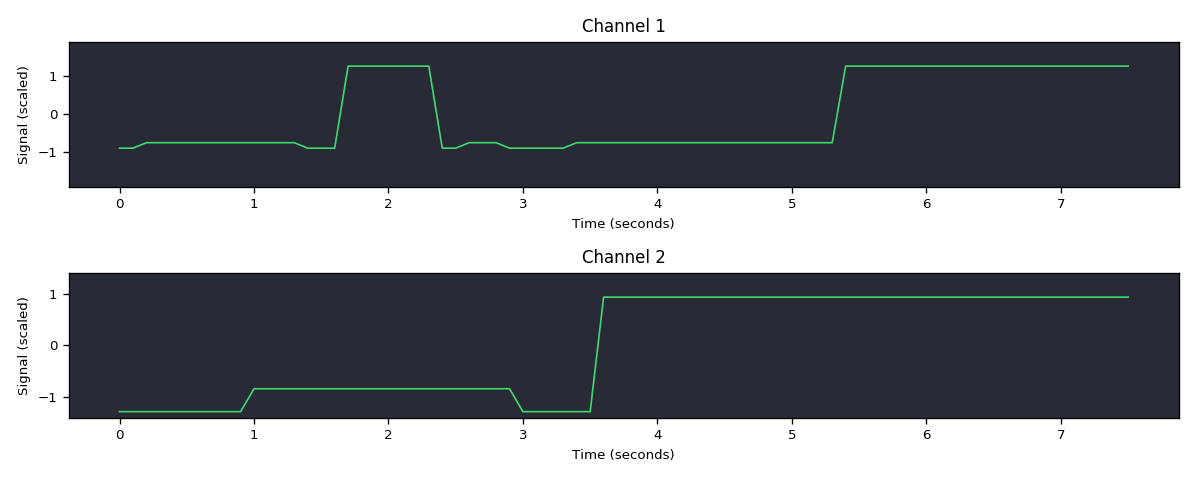 Channel 1
Signal (scaled)
1
0
−1
0 1 2 3 4 5 6 7
Time (seconds)
Channel 2
Signal (scaled)
1
0
−1
0 1 2 3 4 5 6 7
Time (seconds)